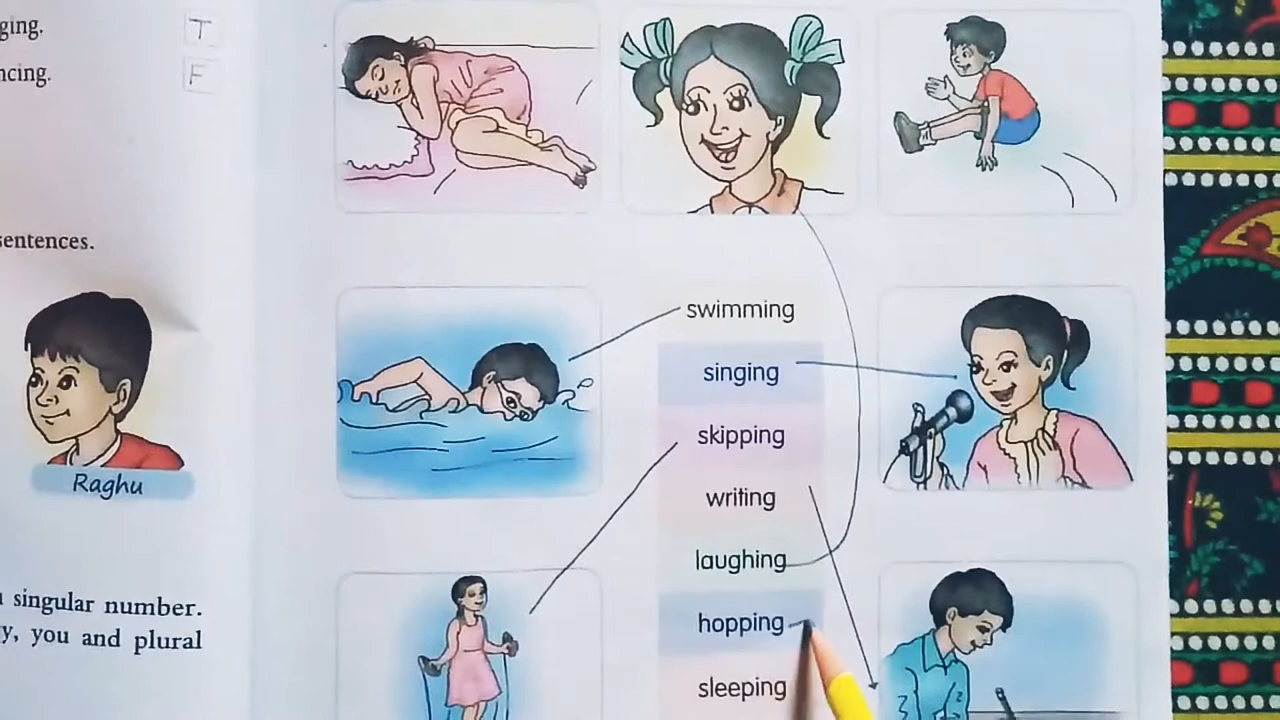 ging.
T
ncing.
F
sentences.
Raghu
singular number.
y, you and plural
swimming
singing
skipping
writing
laughing
hopping
sleeping